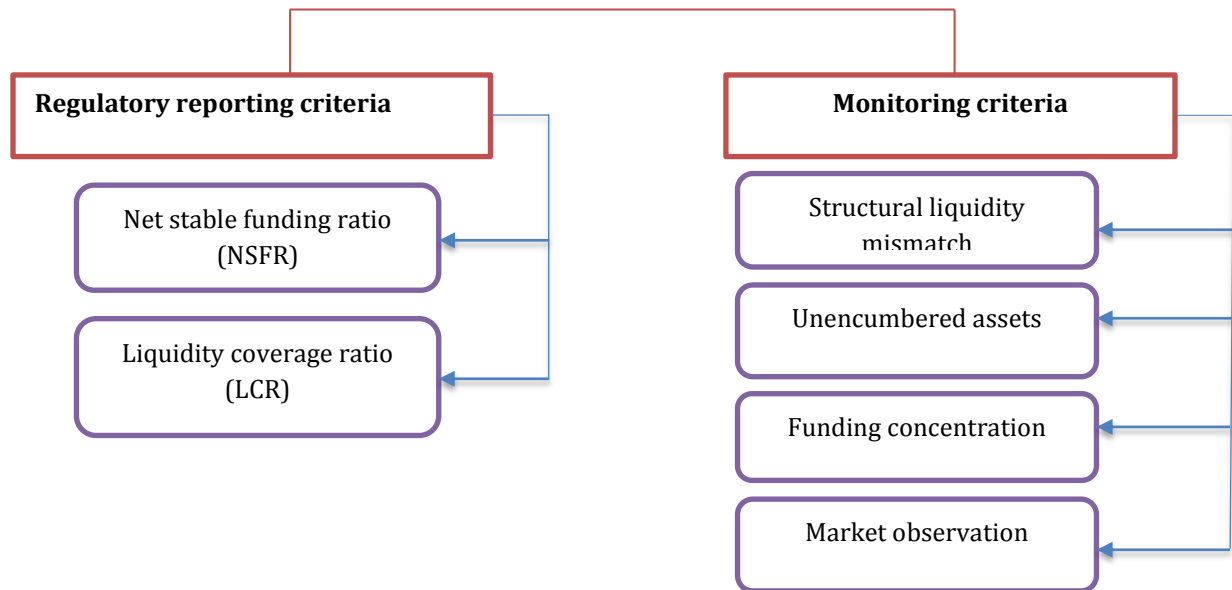 Regulatory reporting criteria
Net stable funding ratio
(NSFR)
Liquidity coverage ratio
(LCR)
Monitoring criteria
Structural liquidity
mismatch
Unencumbered assets
Funding concentration
Market observation